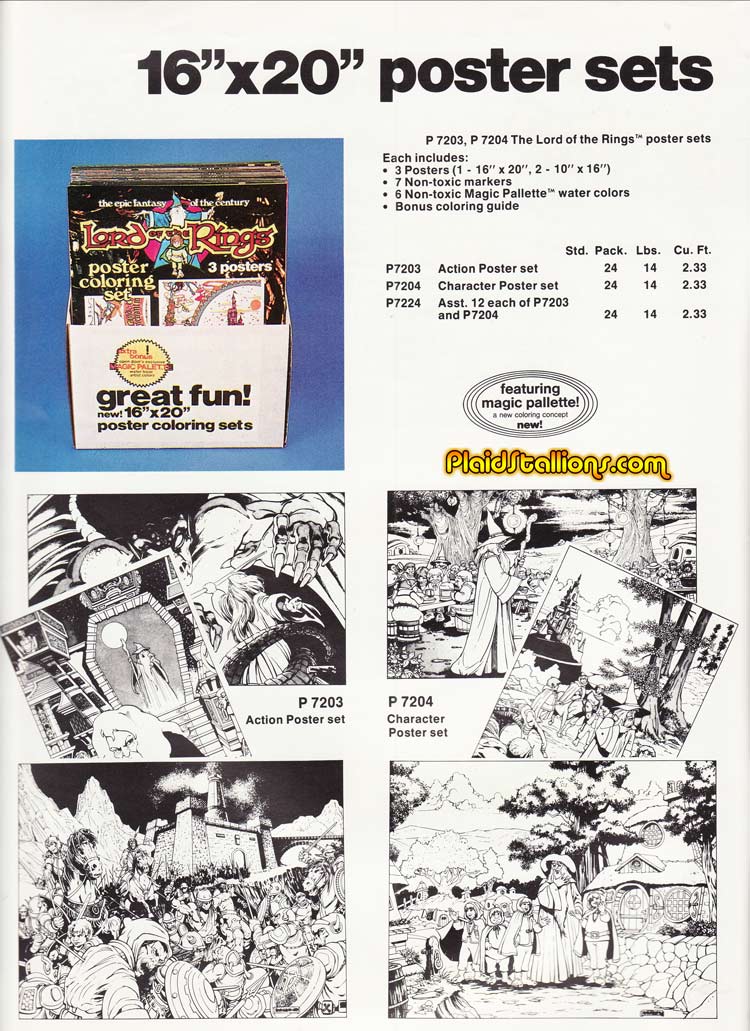 16”x20” poster sets
P 7203, P 7204 The Lord of the Rings™ poster sets
Each includes:
• 3 Posters (1 - 16″ x 20″, 2 - 10″ x 16″)
• 7 Non-toxic markers
• 6 Non-toxic Magic Pallette™ water colors
• Bonus coloring guide
Std. Pack. Lbs. Cu. Ft.
P7203 Action Poster set 24 14 2.33
P7204 Character Poster set 24 14 2.33
P7224 Asst. 12 each of P7203
and P7204 24 14 2.33
the epic fantasy of the century
Lord of the Rings
poster
coloring
set
3 posters
extra
bonus
!
MAGIC PALETTE
great fun!
new! 16”x20”
poster coloring sets
featuring
magic pallette!
a new coloring concept
new!
PlaidStallions.com
P 7203
Action Poster set
P 7204
Character
Poster set